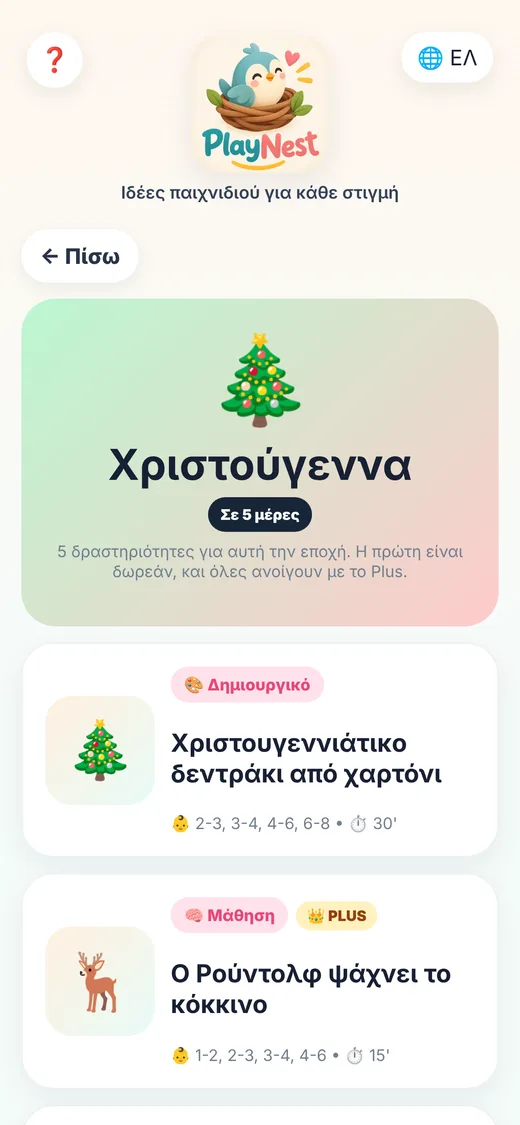 ❓
🌐 ΕΛ
PlayNest
Ιδέες παιχνιδιού για κάθε στιγμή
← Πίσω
Χριστούγεννα
Σε 5 μέρες
5 δραστηριότητες για αυτή την εποχή. Η πρώτη είναι
δωρεάν, και όλες ανοίγουν με το Plus.
🎨 Δημιουργικό
Χριστουγεννιάτικο
δεντράκι από χαρτόνι
👶 2-3, 3-4, 4-6, 6-8 • ⏱️ 30'
🧠 Μάθηση
👑 PLUS
Ο Ρούντολφ ψάχνει το
κόκκινο
👶 1-2, 2-3, 3-4, 4-6 • ⏱️ 15'